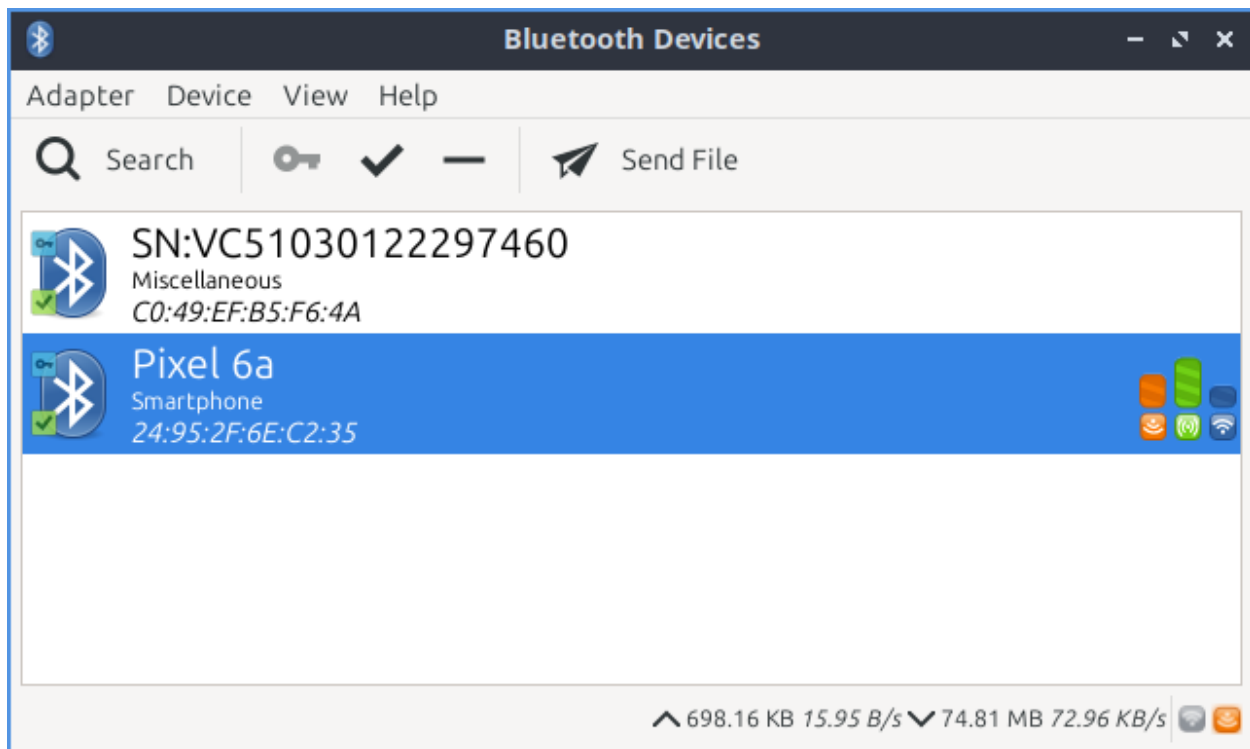 Bluetooth Devices
Adapter Device View Help
Search Send File
SN:VC51030122297460
Miscellaneous
C0:49:EF:B5:F6:4A
Pixel 6a
Smartphone
24:95:2F:6E:C2:35
698.16 KB 15.95 B/s 74.81 MB 72.96 KB/s